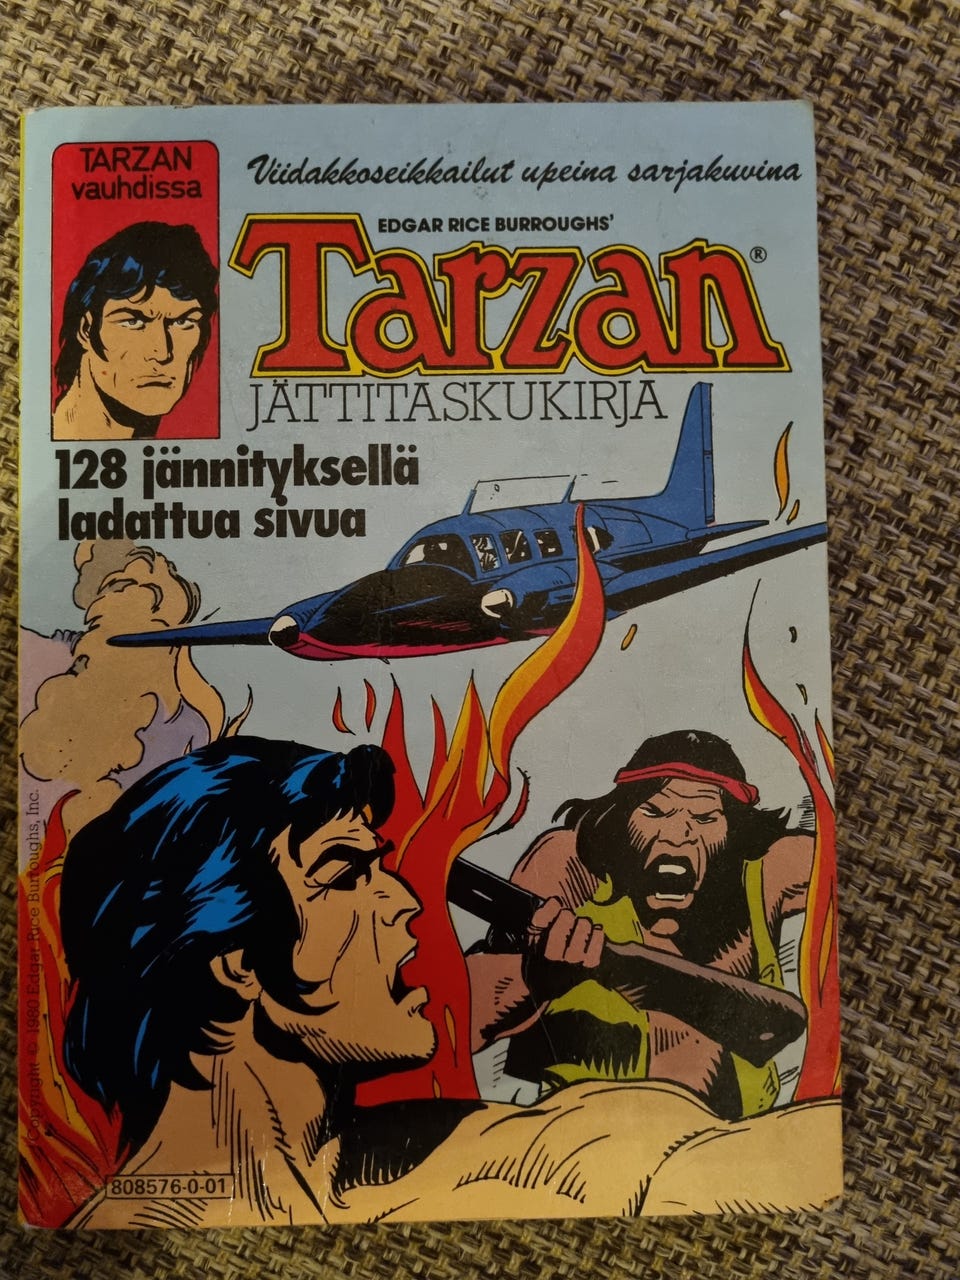 TARZAN
vauhdissa
Viidakkoseikkailut upeina sarjakuvina
EDGAR RICE BURROUGHS'
Tarzan®
JÄTTITASKUKIRJA
128 jännityksellä
ladattua sivua
Copyright © 1980 Edgar Rice Burroughs, Inc.
808576-0-01